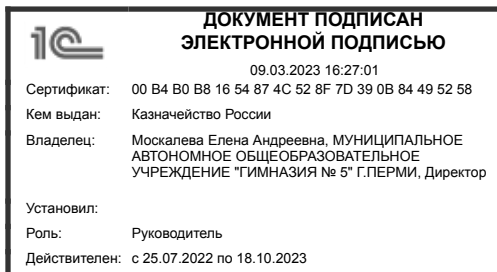 1С
ДОКУМЕНТ ПОДПИСАН
ЭЛЕКТРОННОЙ ПОДПИСЬЮ
09.03.2023 16:27:01
Сертификат: 00 B4 B0 B8 16 54 87 4C 52 8F 7D 39 0B 84 49 52 58
Кем выдан: Казначейство России
Владелец: Москалева Елена Андреевна, МУНИЦИПАЛЬНОЕ
АВТОНОМНОЕ ОБЩЕОБРАЗОВАТЕЛЬНОЕ
УЧРЕЖДЕНИЕ "ГИМНАЗИЯ № 5" Г.ПЕРМИ, Директор
Установил:
Роль: Руководитель
Действителен: с 25.07.2022 по 18.10.2023